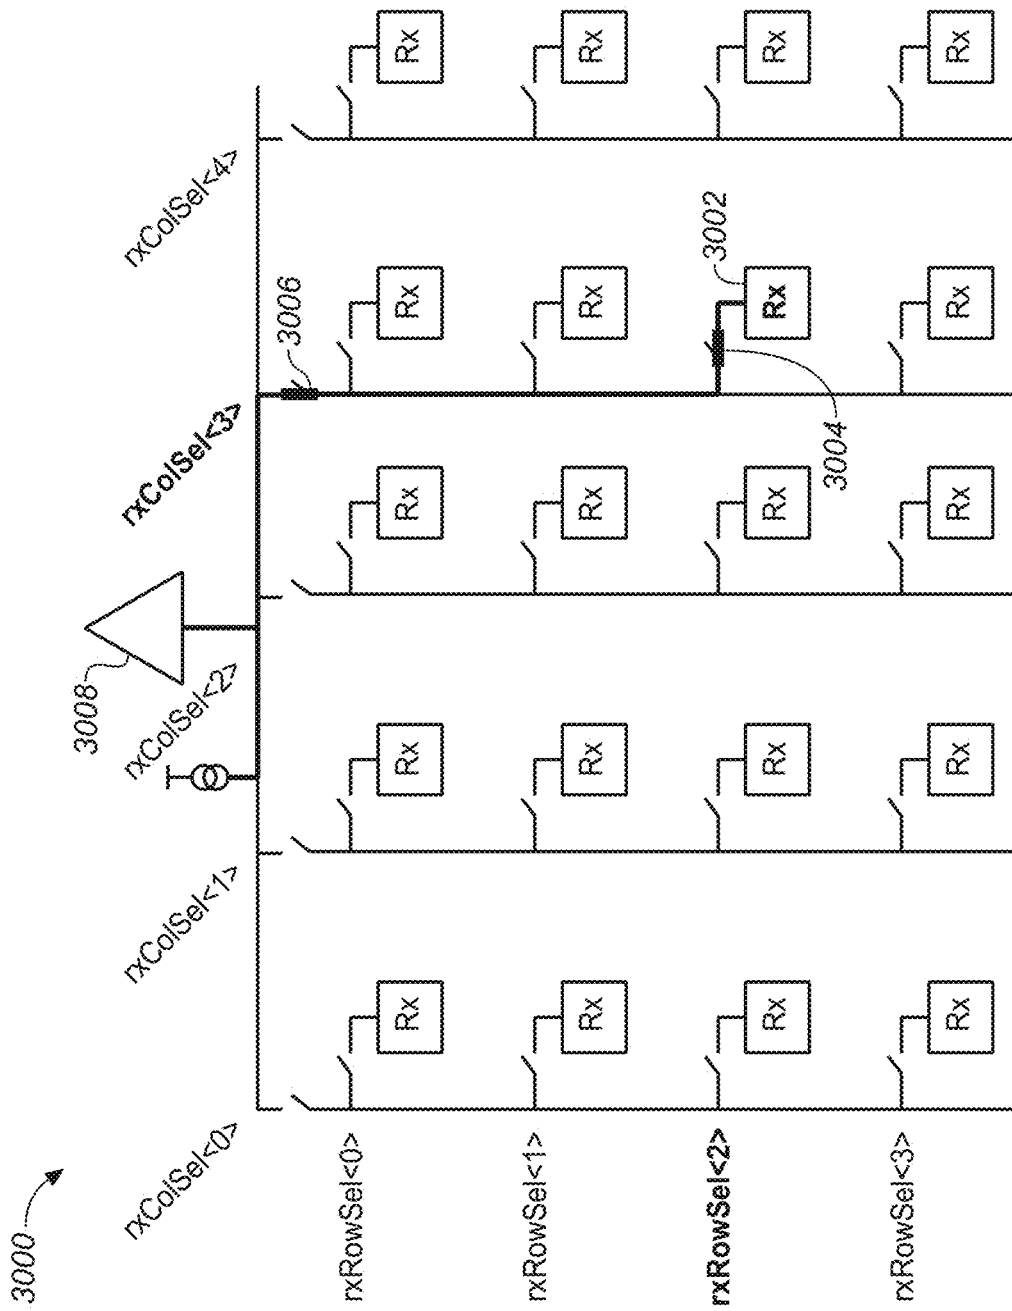 3000
3008
rxColSel<0>
rxColSel<1>
rxColSel<2>
rxColSel<3>
rxColSel<4>
3006
rxRowSel<0>
Rx
Rx
Rx
Rx
Rx
rxRowSel<1>
Rx
Rx
Rx
Rx
Rx
3002
rxRowSel<2>
Rx
Rx
Rx
Rx
Rx
3004
rxRowSel<3>
Rx
Rx
Rx
Rx
Rx